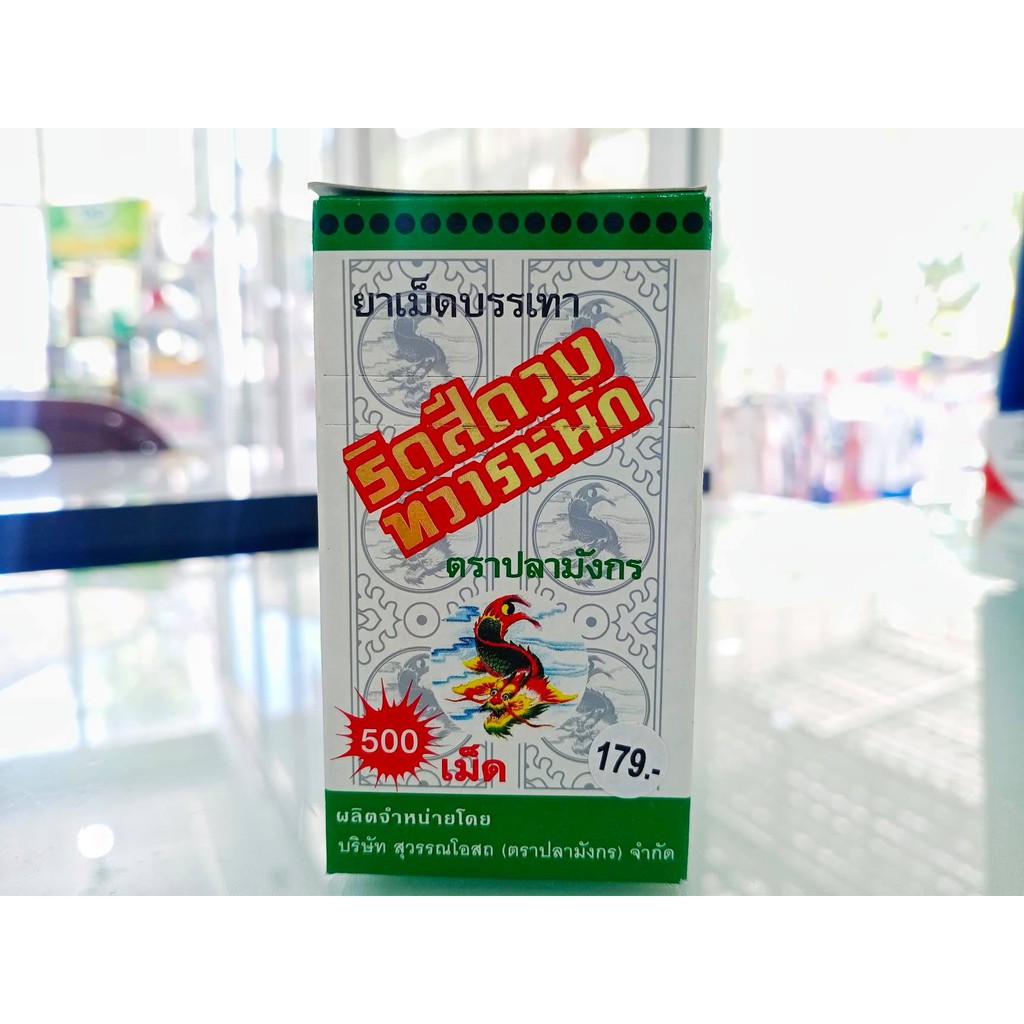 ยาเม็ดบรรเทา
ริดสีดวง
ทวารหนัก
ตราปลามังกร
500
เม็ด
179.-
ผลิตจำหน่ายโดย
บริษัท สุวรรณโอสถ (ตราปลามังกร) จำกัด